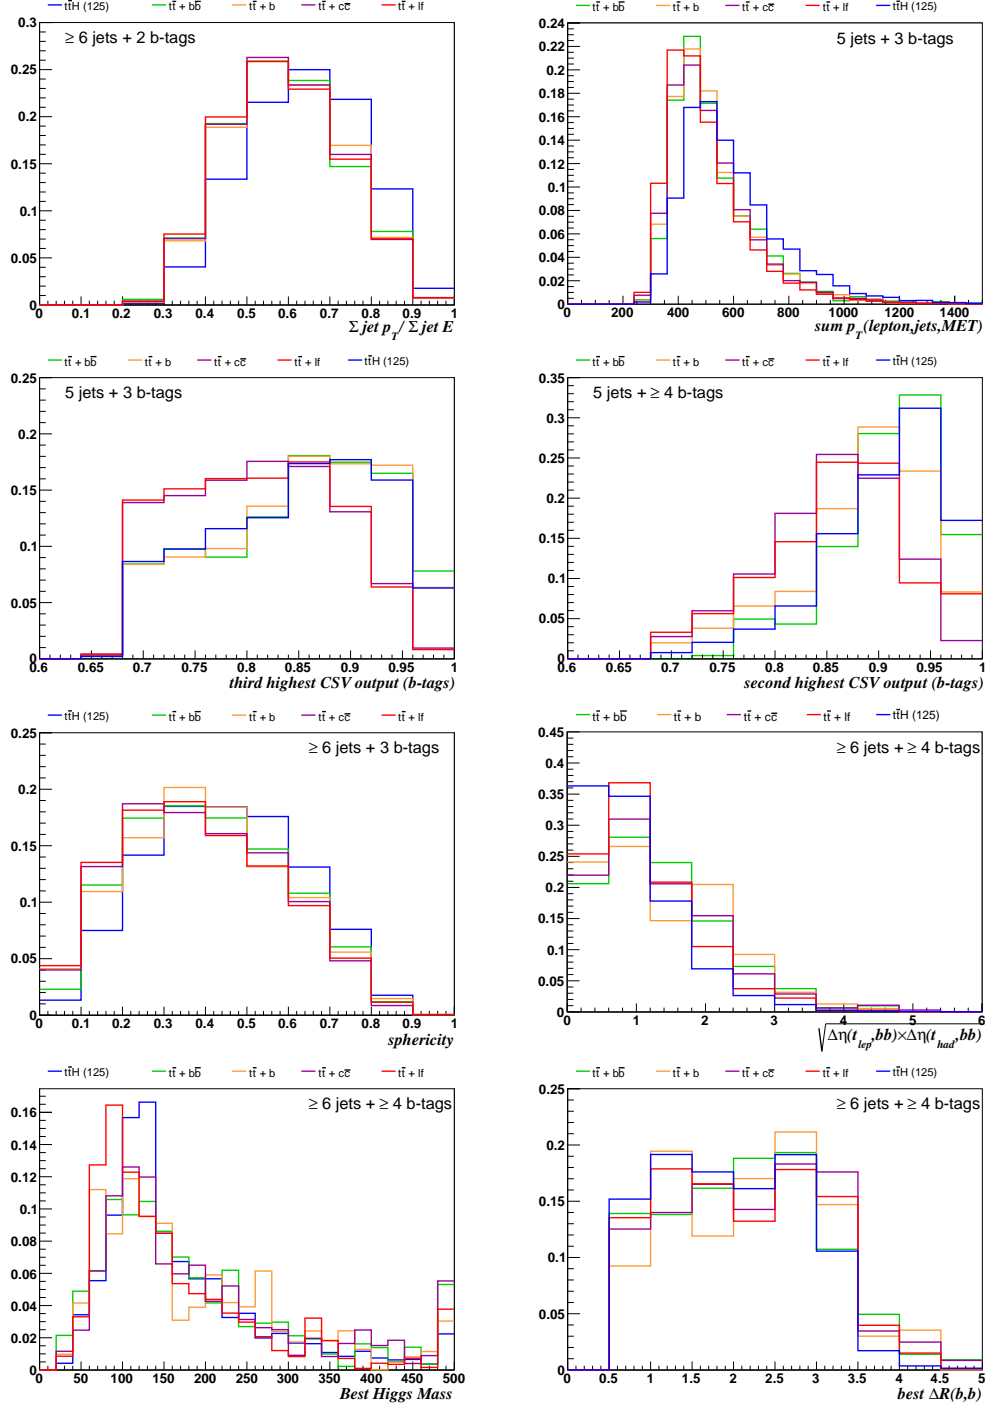 tt̄H (125) tt̄ + bb̄ tt̄ + b tt̄ + cc̄ tt̄ + lf
≥ 6 jets + 2 b-tags
0.3
0.25
0.2
0.15
0.1
0.05
0
0 0.1 0.2 0.3 0.4 0.5 0.6 0.7 0.8 0.9 1
Σ jet p_T / Σ jet E
tt̄ + bb̄ tt̄ + b tt̄ + cc̄ tt̄ + lf tt̄H (125)
5 jets + 3 b-tags
0.24
0.22
0.2
0.18
0.16
0.14
0.12
0.1
0.08
0.06
0.04
0.02
0
0 200 400 600 800 1000 1200 1400
sum p_T (lepton,jets,MET)
tt̄ + bb̄ tt̄ + b tt̄ + cc̄ tt̄ + lf tt̄H (125)
5 jets + 3 b-tags
0.25
0.2
0.15
0.1
0.05
0
0.6 0.65 0.7 0.75 0.8 0.85 0.9 0.95 1
third highest CSV output (b-tags)
tt̄ + bb̄ tt̄ + b tt̄ + cc̄ tt̄ + lf tt̄H (125)
5 jets + ≥ 4 b-tags
0.35
0.3
0.25
0.2
0.15
0.1
0.05
0
0.6 0.65 0.7 0.75 0.8 0.85 0.9 0.95 1
second highest CSV output (b-tags)
tt̄H (125) tt̄ + bb̄ tt̄ + b tt̄ + cc̄ tt̄ + lf
≥ 6 jets + 3 b-tags
0.25
0.2
0.15
0.1
0.05
0
0 0.1 0.2 0.3 0.4 0.5 0.6 0.7 0.8 0.9 1
sphericity
tt̄ + bb̄ tt̄ + b tt̄ + cc̄ tt̄ + lf tt̄H (125)
≥ 6 jets + ≥ 4 b-tags
0.45
0.4
0.35
0.3
0.25
0.2
0.15
0.1
0.05
0
0 1 2 3 4 5 6
√Δη(t_lep,bb)×Δη(t_had,bb)
tt̄H (125) tt̄ + bb̄ tt̄ + b tt̄ + cc̄ tt̄ + lf
≥ 6 jets + ≥ 4 b-tags
0.16
0.14
0.12
0.1
0.08
0.06
0.04
0.02
0
0 50 100 150 200 250 300 350 400 450 500
Best Higgs Mass
tt̄ + bb̄ tt̄ + b tt̄ + cc̄ tt̄ + lf tt̄H (125)
≥ 6 jets + ≥ 4 b-tags
0.25
0.2
0.15
0.1
0.05
0
0 0.5 1 1.5 2 2.5 3 3.5 4 4.5 5
best ΔR(b,b)